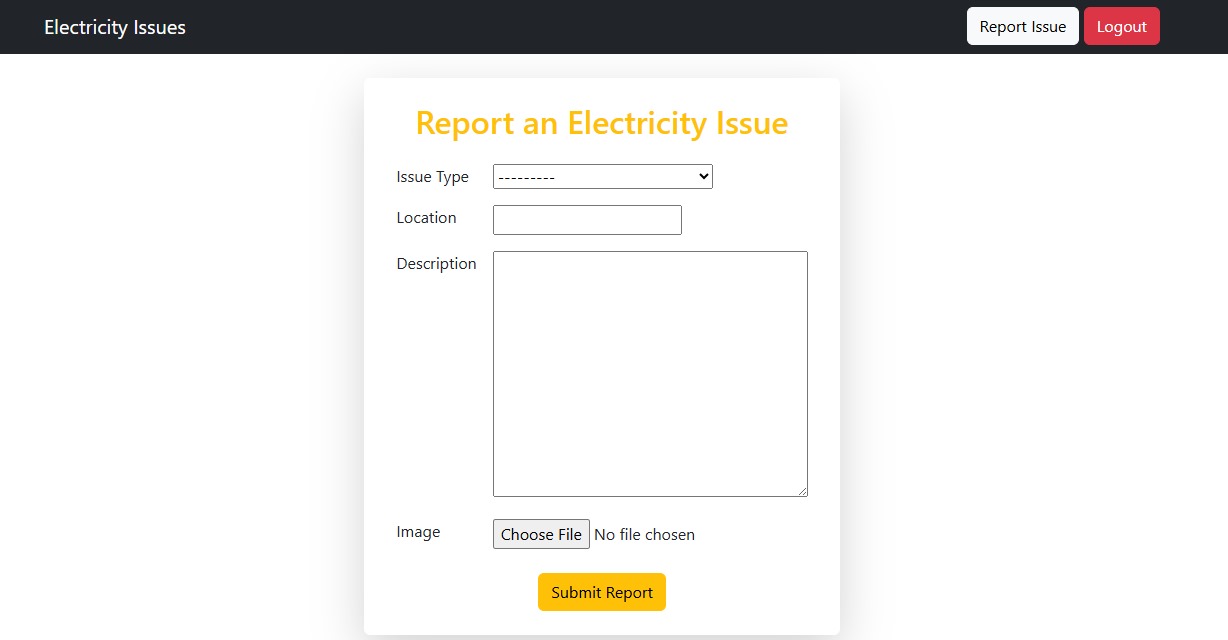 Electricity Issues
Report Issue
Logout
Report an Electricity Issue
Issue Type
---------
Location
Description
Image
Choose File No file chosen
Submit Report